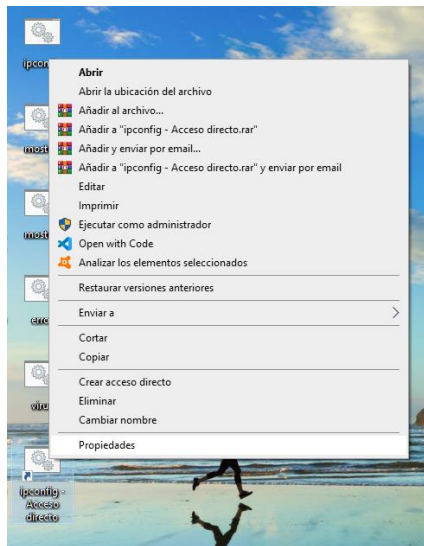 Abrir
Abrir la ubicación del archivo
Añadir al archivo...
Añadir a "ipconfig - Acceso directo.rar"
Añadir y enviar por email...
Añadir a "ipconfig - Acceso directo.rar" y enviar por email
Editar
Imprimir
Ejecutar como administrador
Open with Code
Analizar los elementos seleccionados
Restaurar versiones anteriores
Enviar a
Cortar
Copiar
Crear acceso directo
Eliminar
Cambiar nombre
Propiedades
ipconfig -
Acceso
directo